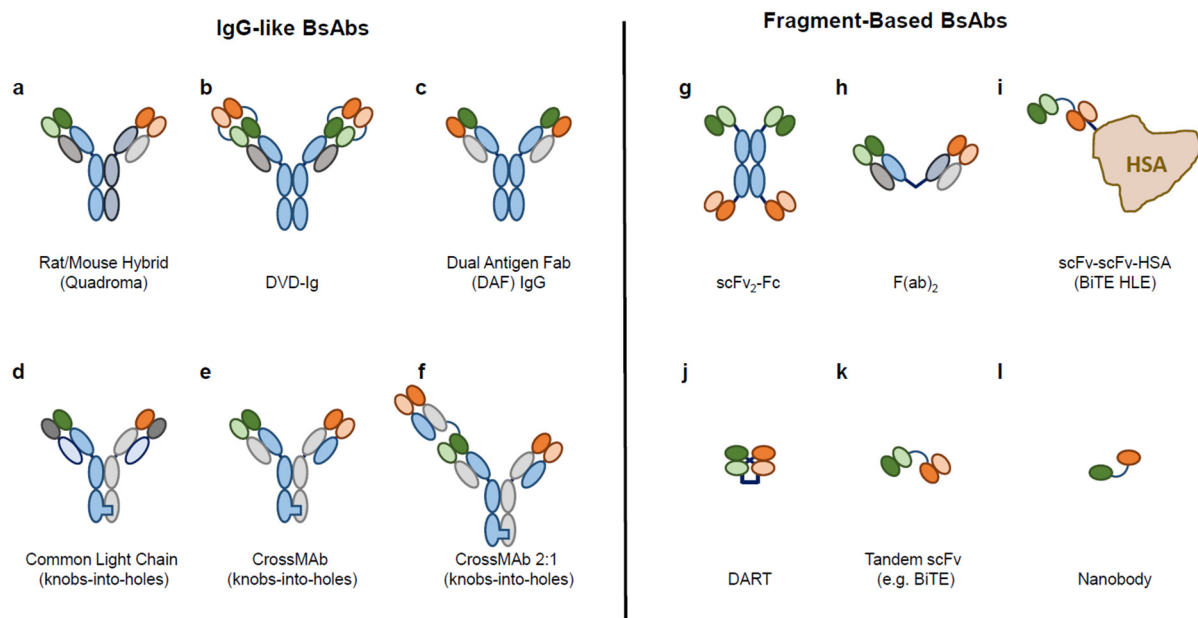 IgG-like BsAbs
Fragment-Based BsAbs
a
b
c
g
h
i
HSA
Rat/Mouse Hybrid
(Quadroma)
DVD-Ig
Dual Antigen Fab
(DAF) IgG
scFv₂-Fc
F(ab)₂
scFv-scFv-HSA
(BiTE HLE)
d
e
f
j
k
l
Common Light Chain
(knobs-into-holes)
CrossMAb
(knobs-into-holes)
CrossMAb 2:1
(knobs-into-holes)
DART
Tandem scFv
(e.g. BiTE)
Nanobody